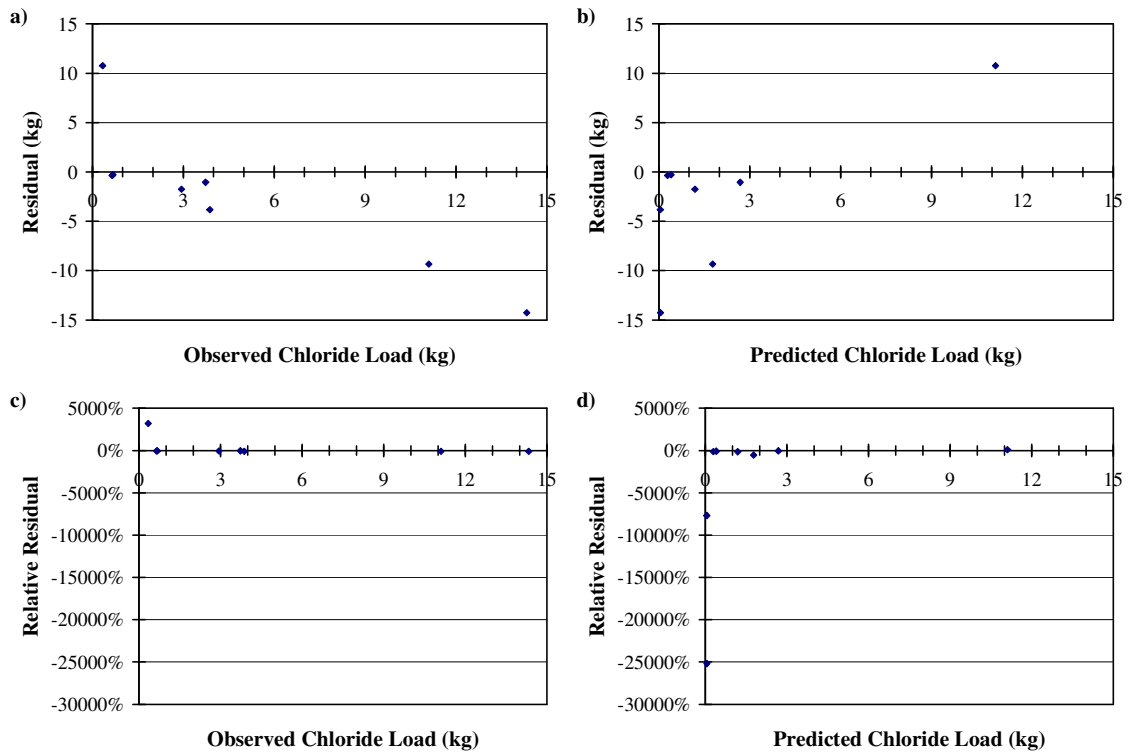 a)
15
10
5
0
-5
-10
-15
Residual (kg)
0 3 6 9 12 15
Observed Chloride Load (kg)
b)
15
10
5
0
-5
-10
-15
Residual (kg)
0 3 6 9 12 15
Predicted Chloride Load (kg)
c)
5000%
0%
-5000%
-10000%
-15000%
-20000%
-25000%
-30000%
Relative Residual
0 3 6 9 12 15
Observed Chloride Load (kg)
d)
5000%
0%
-5000%
-10000%
-15000%
-20000%
-25000%
-30000%
Relative Residual
0 3 6 9 12 15
Predicted Chloride Load (kg)